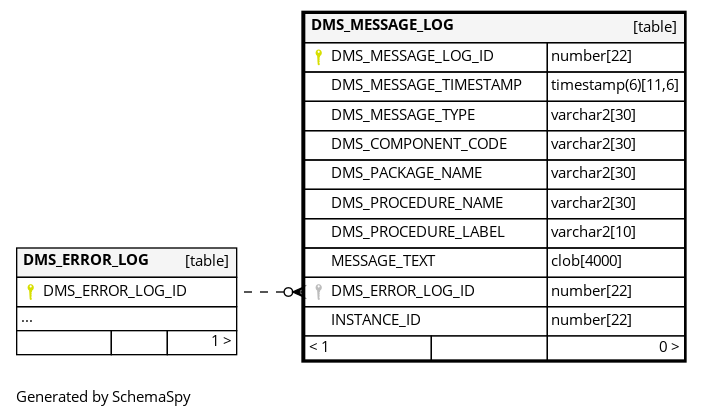 DMS_MESSAGE_LOG [table]
DMS_MESSAGE_LOG_ID number[22]
DMS_MESSAGE_TIMESTAMP timestamp(6)[11,6]
DMS_MESSAGE_TYPE varchar2[30]
DMS_COMPONENT_CODE varchar2[30]
DMS_PACKAGE_NAME varchar2[30]
DMS_PROCEDURE_NAME varchar2[30]
DMS_PROCEDURE_LABEL varchar2[10]
MESSAGE_TEXT clob[4000]
DMS_ERROR_LOG_ID number[22]
INSTANCE_ID number[22]
< 1 0 >
DMS_ERROR_LOG [table]
DMS_ERROR_LOG_ID
...
1 >
Generated by SchemaSpy